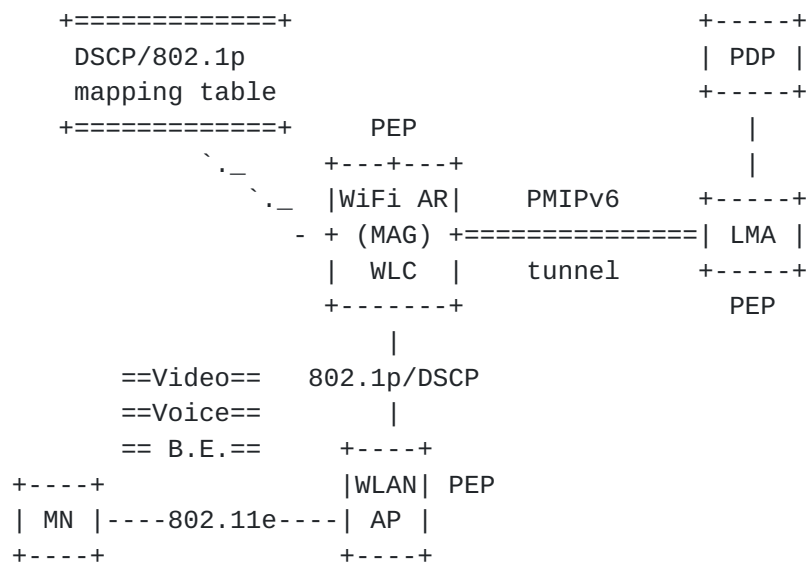 +=============+                        +-----+
 DSCP/802.1p                           | PDP |
 mapping table                         +-----+
+=============+    PEP                    |
        `._      +---+---+                |
           `._   |WiFi AR|    PMIPv6   +-----+
              - + (MAG) +===============| LMA |
                |  WLC  |    tunnel    +-----+
                +-------+                PEP
                    |
   ==Video==   802.1p/DSCP
   ==Voice==        |
   == B.E.==     +----+
+----+           |WLAN| PEP
| MN |----802.11e----| AP |
+----+           +----+